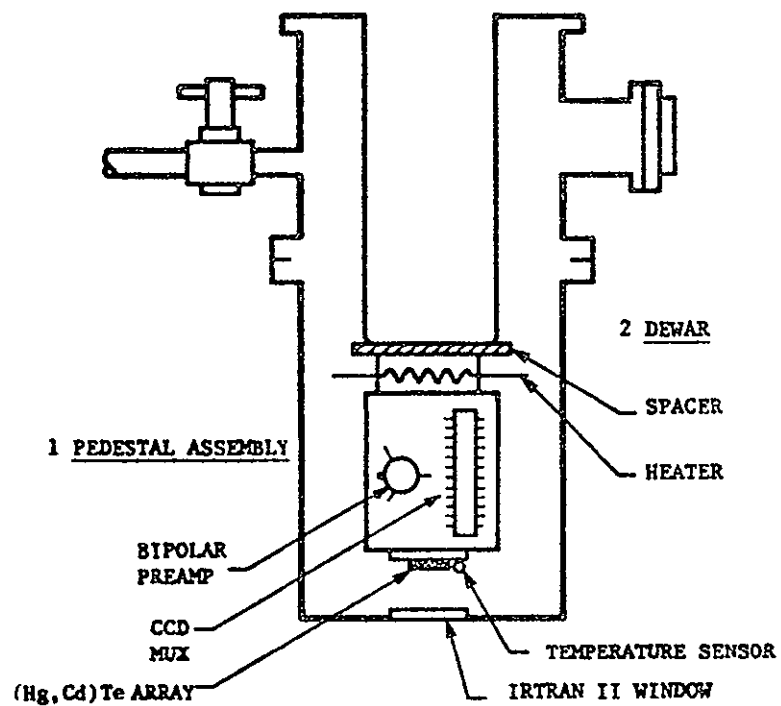 2 DEWAR
SPACER
1 PEDESTAL ASSEMBLY
HEATER
BIPOLAR
PREAMP
CCD
MUX
TEMPERATURE SENSOR
(Hg,Cd)Te ARRAY
IRTRAN II WINDOW